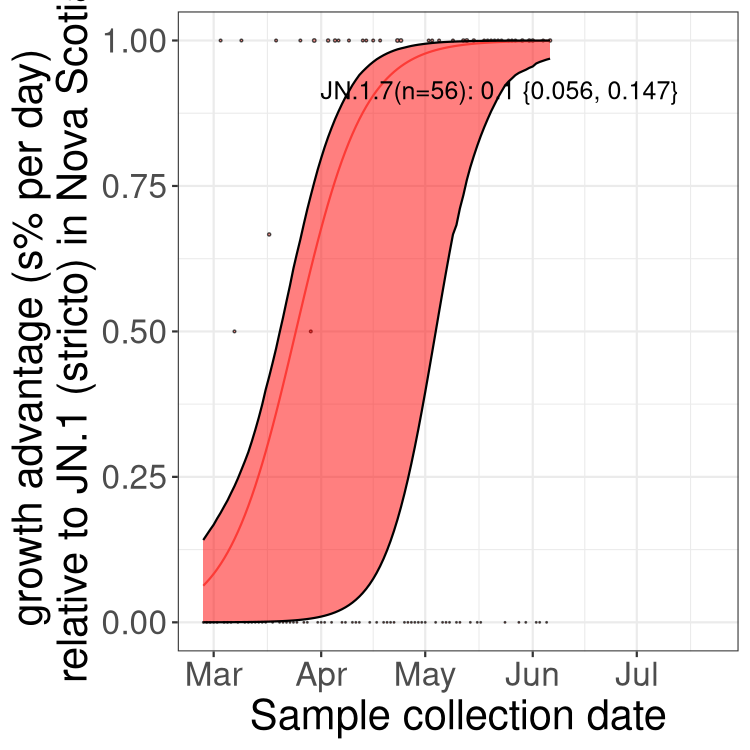 growth advantage (s% per day)
relative to JN.1 (stricto) in Nova Scotia
1.00
0.75
0.50
0.25
0.00
JN.1.7(n=56): 0.1 {0.056, 0.147}
Mar Apr May Jun Jul
Sample collection date